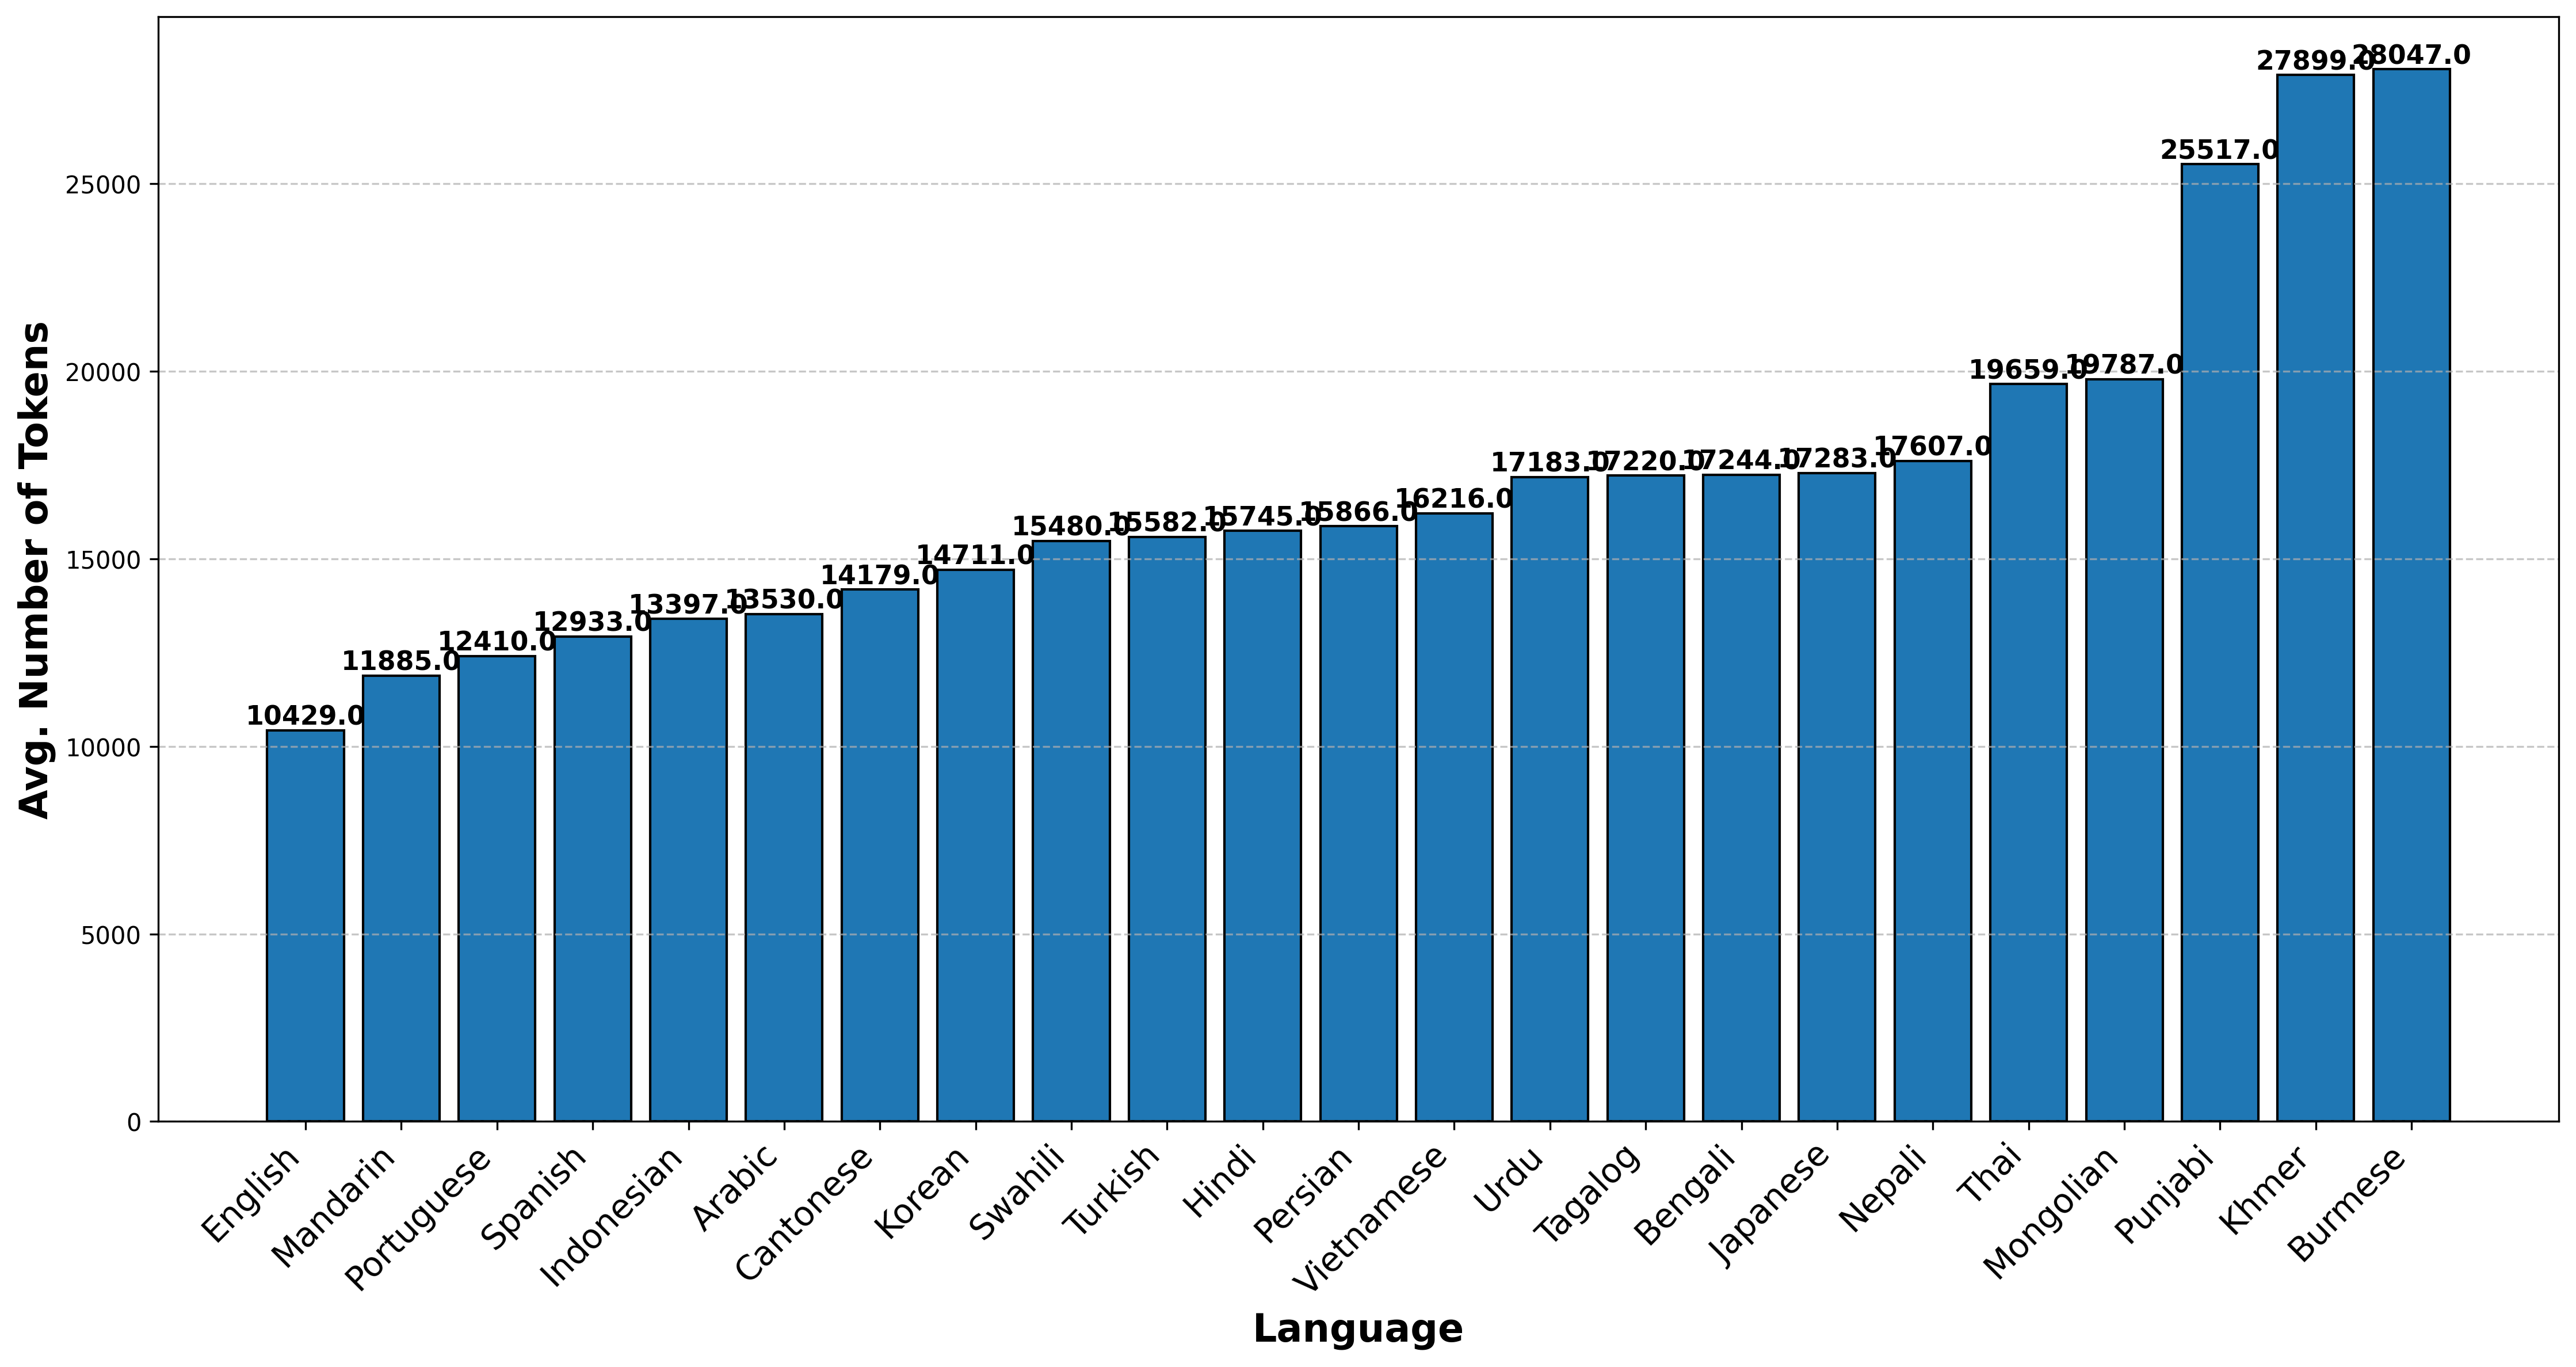 28047.0
27899.0
25517.0
25000
20000
19787.0
19659.0
17607.0
17283.0
17244.0
17220.0
17183.0
16216.0
15866.0
15745.0
15582.0
15480.0
15000
14711.0
14179.0
13530.0
13397.0
12933.0
12410.0
11885.0
10429.0
10000
5000
0
Avg. Number of Tokens
English
Mandarin
Portuguese
Spanish
Indonesian
Arabic
Cantonese
Korean
Swahili
Turkish
Hindi
Persian
Vietnamese
Urdu
Tagalog
Bengali
Japanese
Nepali
Thai
Mongolian
Punjabi
Khmer
Burmese
Language